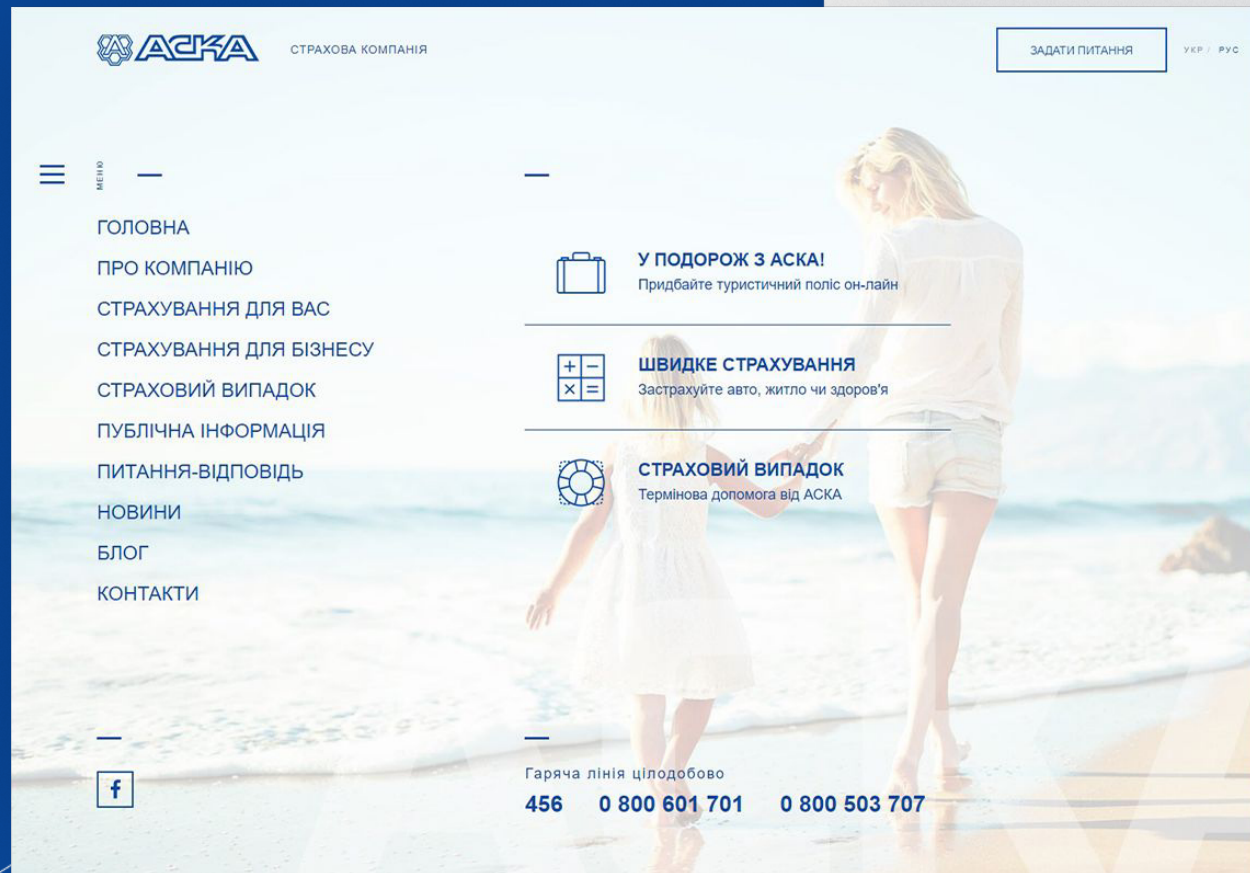 АСКА
СТРАХОВА КОМПАНІЯ
ЗАДАТИ ПИТАННЯ
УКР / РУС
МЕНЮ
ГОЛОВНА
ПРО КОМПАНІЮ
СТРАХУВАННЯ ДЛЯ ВАС
СТРАХУВАННЯ ДЛЯ БІЗНЕСУ
СТРАХОВИЙ ВИПАДОК
ПУБЛІЧНА ІНФОРМАЦІЯ
ПИТАННЯ-ВІДПОВІДЬ
НОВИНИ
БЛОГ
КОНТАКТИ
У ПОДОРОЖ З АСКА!
Придбайте туристичний поліс он-лайн
ШВИДКЕ СТРАХУВАННЯ
Застрахуйте авто, житло чи здоров'я
СТРАХОВИЙ ВИПАДОК
Термінова допомога від АСКА
f
Гаряча лінія цілодобово
456 0 800 601 701 0 800 503 707